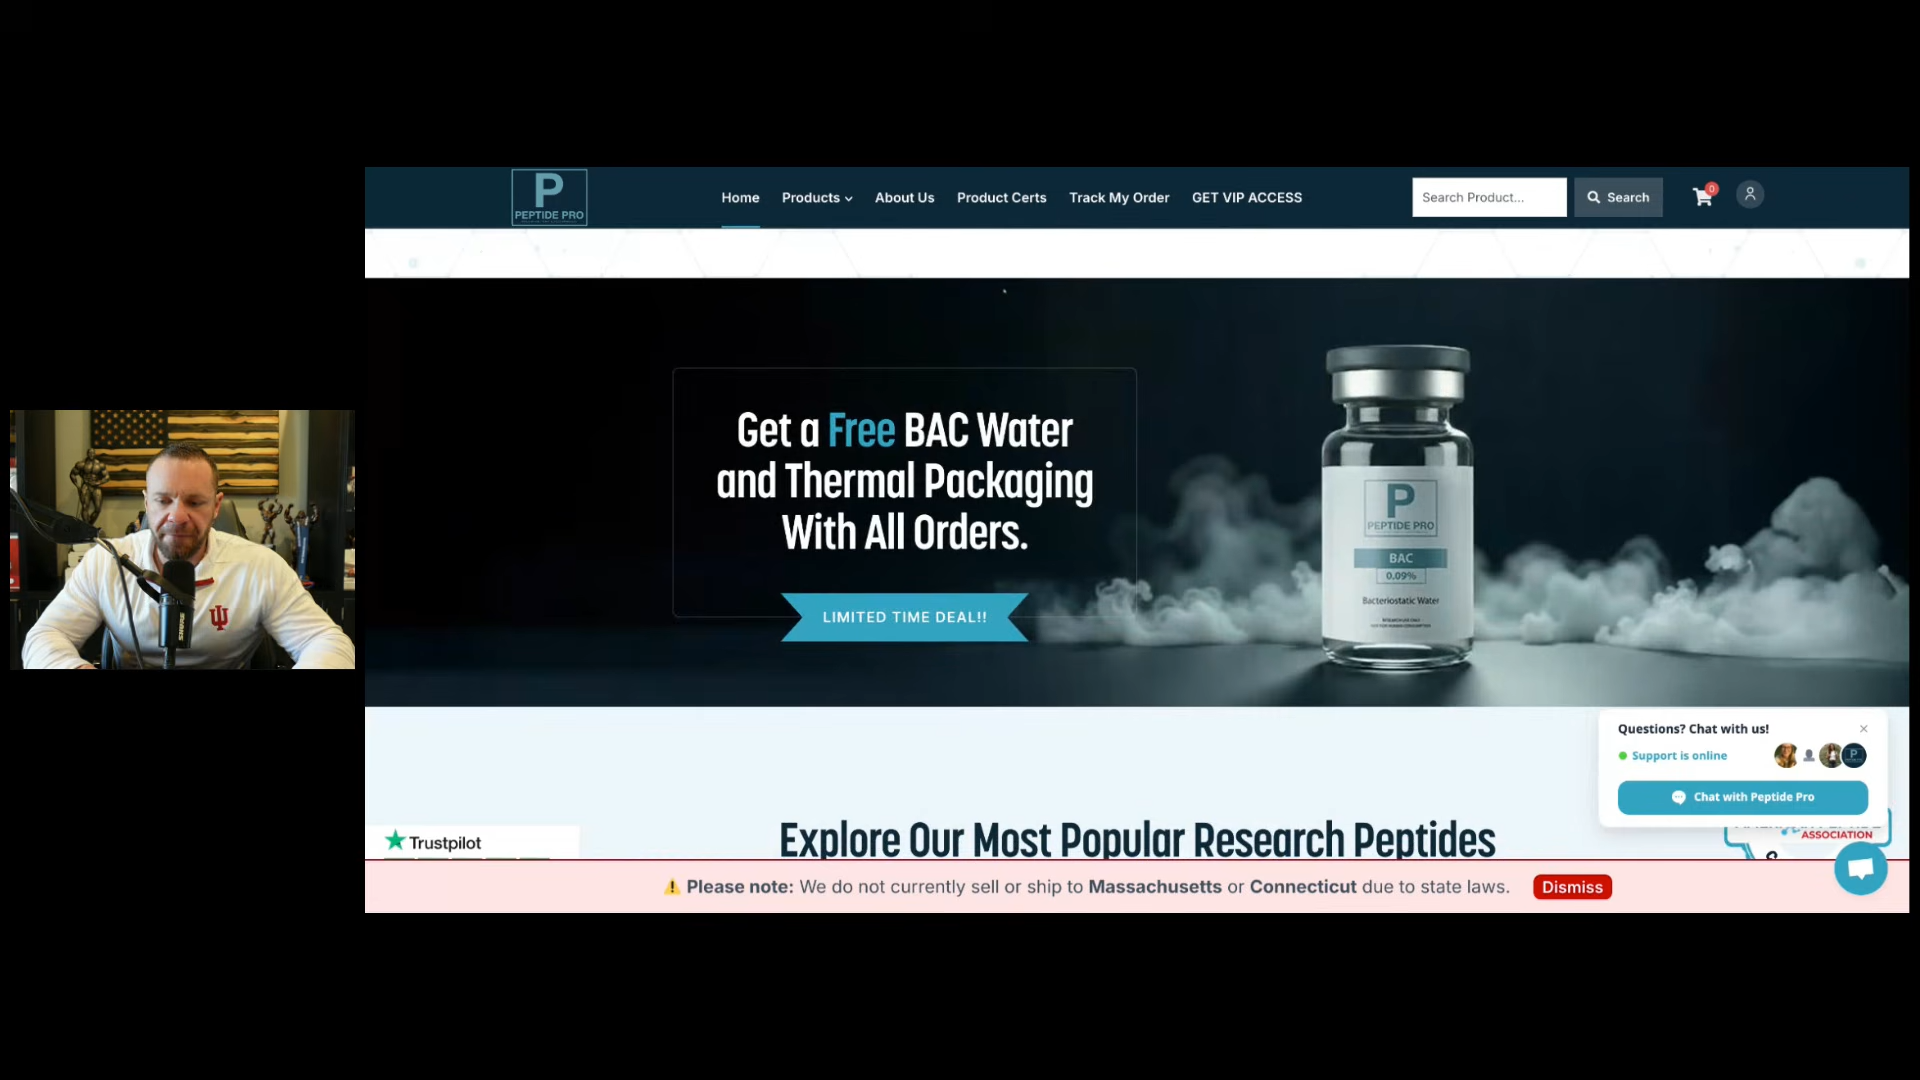 P
PEPTIDE PRO
Home
Products
About Us
Product Certs
Track My Order
GET VIP ACCESS
Search Product...
Search
0
Get a Free BAC Water
and Thermal Packaging
With All Orders.
LIMITED TIME DEAL!!
P
PEPTIDE PRO
BAC
0.09%
Bacteriostatic Water
Questions? Chat with us!
Support is online
Chat with Peptide Pro
Trustpilot
Explore Our Most Popular Research Peptides
ASSOCIATION
Please note: We do not currently sell or ship to Massachusetts or Connecticut due to state laws.
Dismiss
SHURE